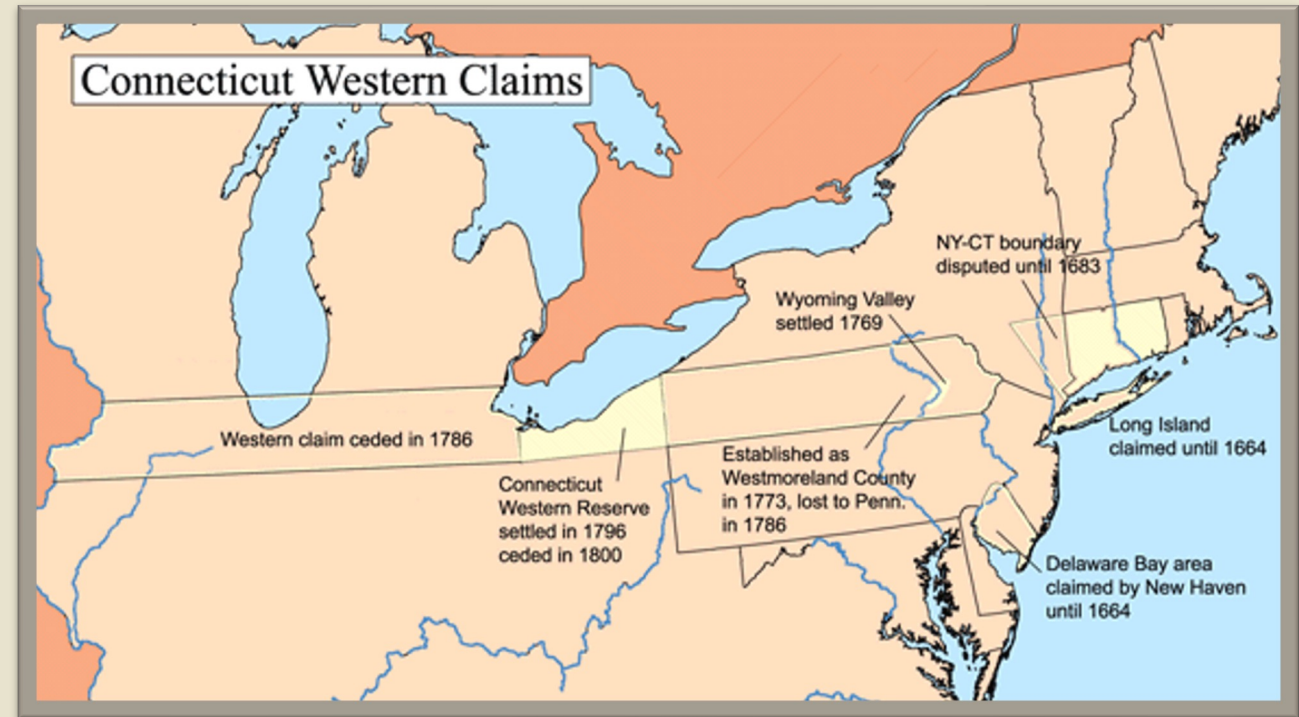 Connecticut Western Claims
NY-CT boundary
disputed until 1683
Wyoming Valley
settled 1769
Long Island
claimed until 1664
Western claim ceded in 1786
Established as
Westmoreland County
in 1773, lost to Penn.
in 1786
Connecticut
Western Reserve
settled in 1796
ceded in 1800
Delaware Bay area
claimed by New Haven
until 1664